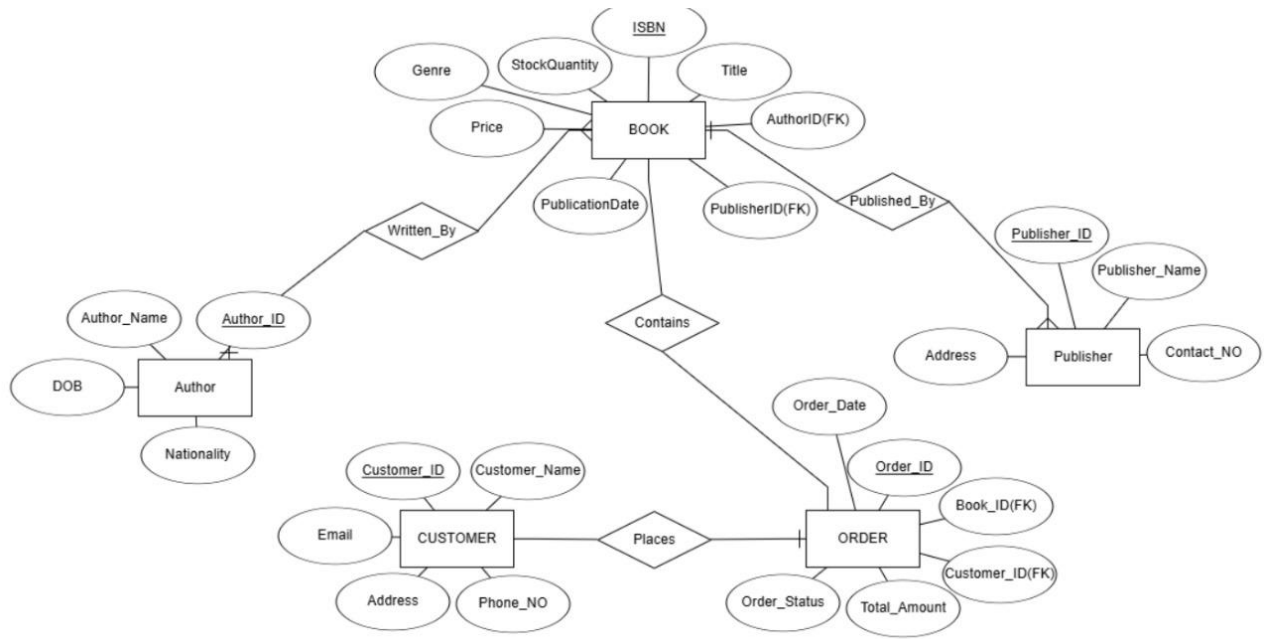 ISBN
StockQuantity
Genre
Title
AuthorID(FK)
Price
BOOK
PublicationDate
PublisherID(FK)
Published_By
Written_By
Publisher_ID
Publisher_Name
Author_Name
Author_ID
Contains
Address
Publisher
Contact_NO
DOB
Author
Order_Date
Nationality
Customer_ID
Customer_Name
Order_ID
Book_ID(FK)
Email
CUSTOMER
Places
ORDER
Customer_ID(FK)
Address
Phone_NO
Order_Status
Total_Amount